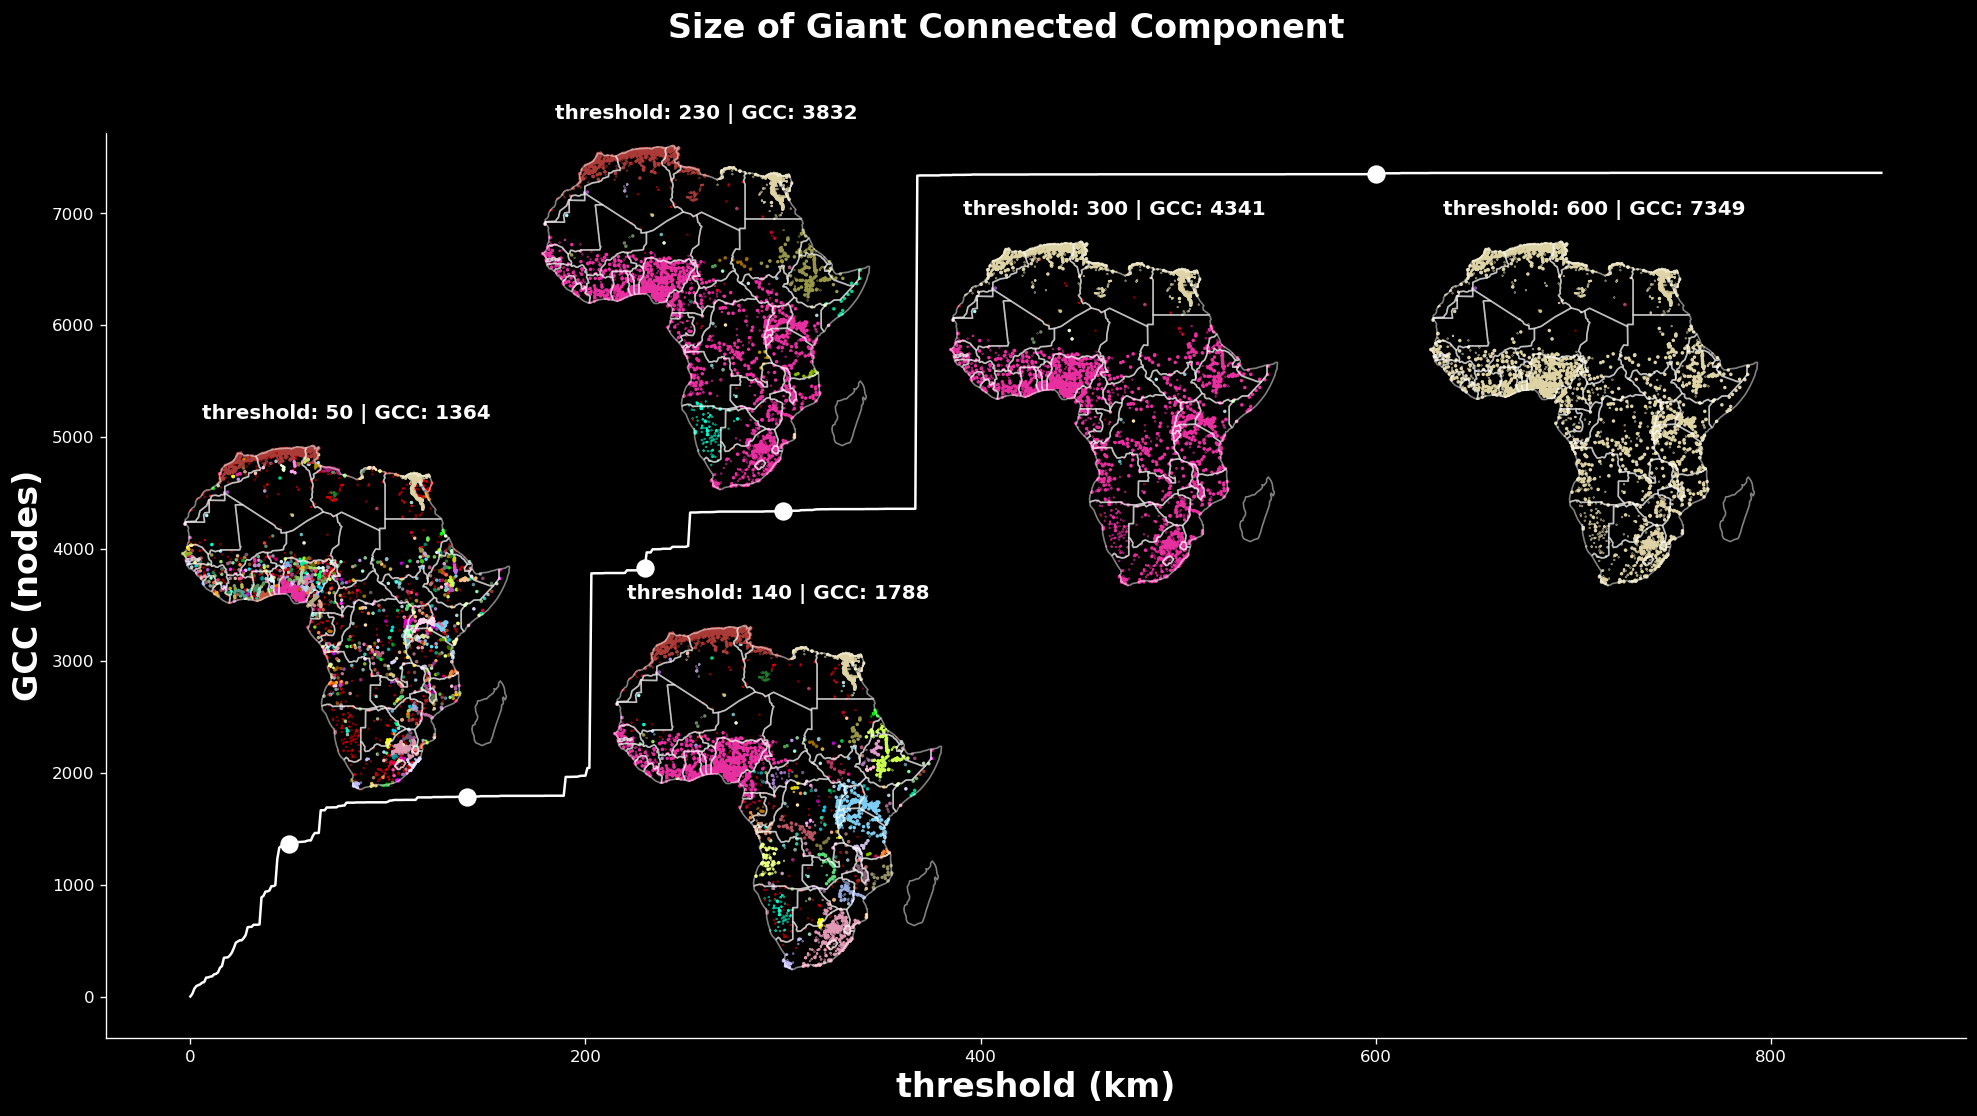 Size of Giant Connected Component
threshold: 230 | GCC: 3832
threshold: 300 | GCC: 4341
threshold: 600 | GCC: 7349
threshold: 50 | GCC: 1364
threshold: 140 | GCC: 1788
GCC (nodes)
7000
6000
5000
4000
3000
2000
1000
0
0
200
400
600
800
threshold (km)